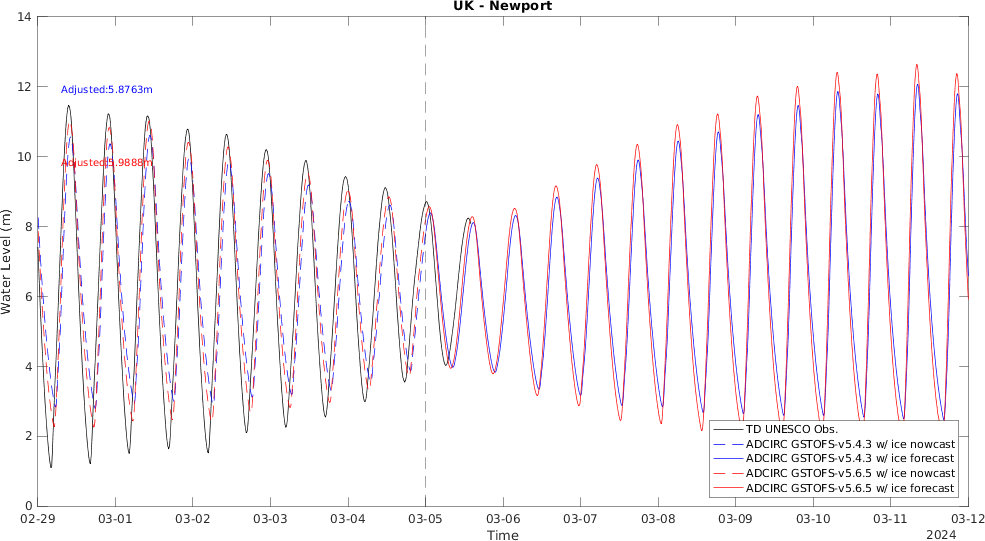 UK - Newport
14
12
10
8
6
4
2
0
Water Level (m)
Adjusted:5.8763m
Adjusted:5.9888m
TD UNESCO Obs.
ADCIRC GSTOFS-v5.4.3 w/ ice nowcast
ADCIRC GSTOFS-v5.4.3 w/ ice forecast
ADCIRC GSTOFS-v5.6.5 w/ ice nowcast
ADCIRC GSTOFS-v5.6.5 w/ ice forecast
02-29 03-01 03-02 03-03 03-04 03-05 03-06 03-07 03-08 03-09 03-10 03-11 03-12
Time
2024